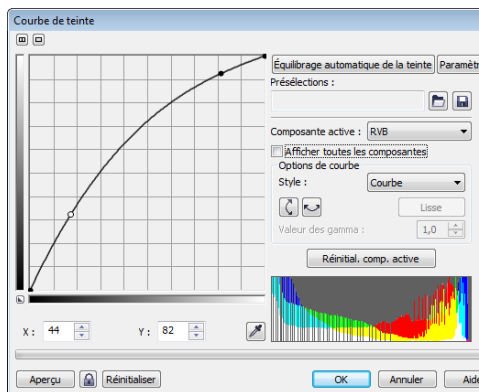 Courbe de teinte
Équilibrage automatique de la teinte Paramètr
Présélections :
Composante active : RVB
Afficher toutes les composantes
Options de courbe
Style : Courbe
Lisse
Valeur des gamma : 1,0
Réinitial. comp. active
X : 44 Y : 82
Aperçu Réinitialiser OK Annuler Aide